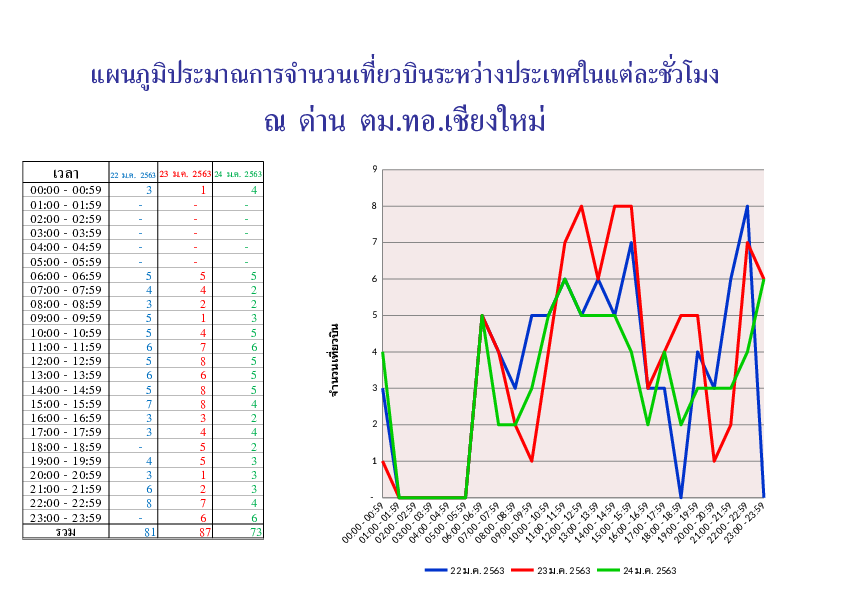 แผนภูมิประมาณการจำนวนเที่ยวบินระหว่างประเทศในแต่ละชั่วโมง
ณ ด่าน ตม.ทอ.เชียงใหม่
เวลา 22 ม.ค. 2563 23 ม.ค. 2563 24 ม.ค. 2563
00:00 - 00:59 3 1 4
01:00 - 01:59 - - -
02:00 - 02:59 - - -
03:00 - 03:59 - - -
04:00 - 04:59 - - -
05:00 - 05:59 - - -
06:00 - 06:59 5 5 5
07:00 - 07:59 4 4 2
08:00 - 08:59 3 2 2
09:00 - 09:59 5 1 3
10:00 - 10:59 5 4 5
11:00 - 11:59 6 7 6
12:00 - 12:59 5 8 5
13:00 - 13:59 6 6 5
14:00 - 14:59 5 8 5
15:00 - 15:59 7 8 4
16:00 - 16:59 3 3 2
17:00 - 17:59 3 4 4
18:00 - 18:59 - 5 2
19:00 - 19:59 4 5 3
20:00 - 20:59 3 1 3
21:00 - 21:59 6 2 3
22:00 - 22:59 8 7 4
23:00 - 23:59 - 6 6
รวม 81 87 73
จำนวนเที่ยวบิน
9
8
7
6
5
4
3
2
1
-
00:00 - 00:59
01:00 - 01:59
02:00 - 02:59
03:00 - 03:59
04:00 - 04:59
05:00 - 05:59
06:00 - 06:59
07:00 - 07:59
08:00 - 08:59
09:00 - 09:59
10:00 - 10:59
11:00 - 11:59
12:00 - 12:59
13:00 - 13:59
14:00 - 14:59
15:00 - 15:59
16:00 - 16:59
17:00 - 17:59
18:00 - 18:59
19:00 - 19:59
20:00 - 20:59
21:00 - 21:59
22:00 - 22:59
23:00 - 23:59
22 ม.ค. 2563 23 ม.ค. 2563 24 ม.ค. 2563